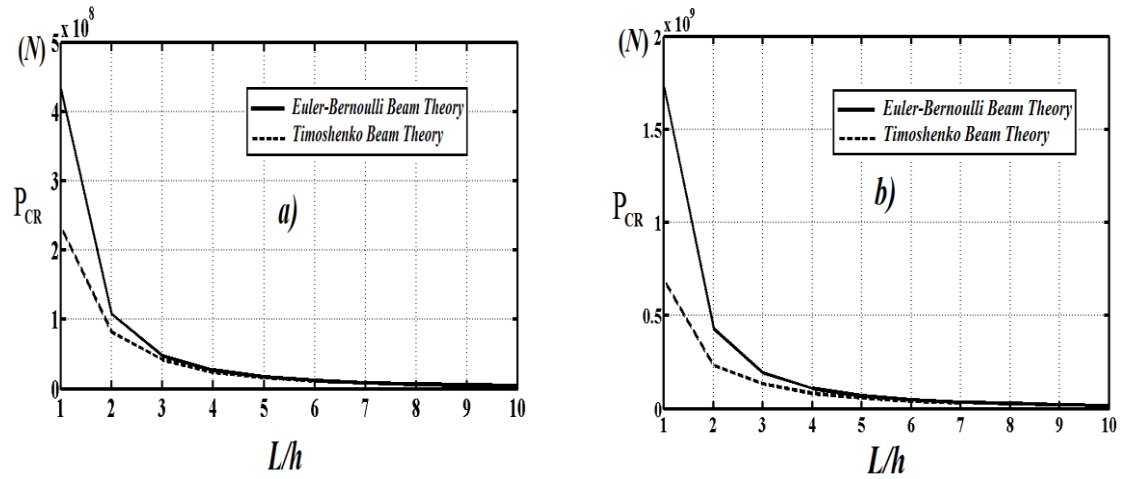 5 x 10^8
(N)
4
3
2
1
0
P_CR
Euler-Bernoulli Beam Theory
Timoshenko Beam Theory
a)
1 2 3 4 5 6 7 8 9 10
L/h
2 x 10^9
(N)
1.5
1
0.5
0
P_CR
Euler-Bernoulli Beam Theory
Timoshenko Beam Theory
b)
1 2 3 4 5 6 7 8 9 10
L/h